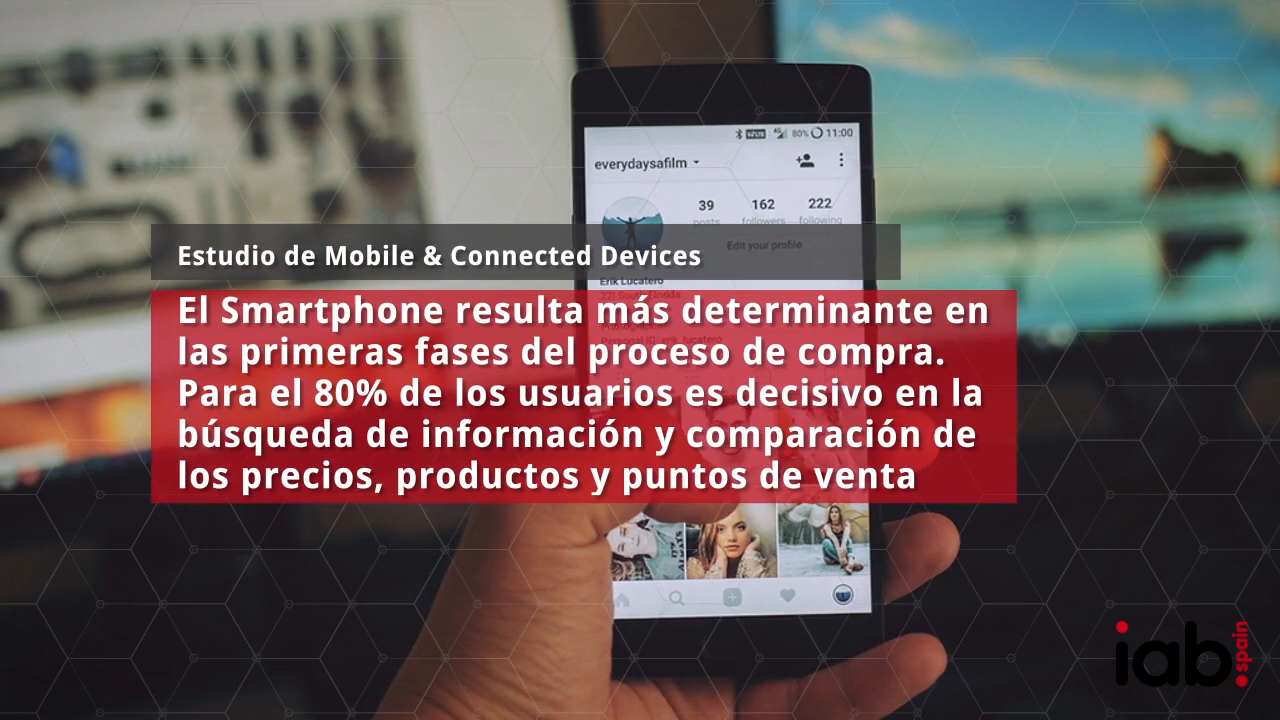 80% 11:00
everydaysafilm
39 162 222
posts followers following
Edit your profile
Estudio de Mobile & Connected Devices
Erik Lucatero
El Smartphone resulta más determinante en
las primeras fases del proceso de compra.
Para el 80% de los usuarios es decisivo en la
búsqueda de información y comparación de
los precios, productos y puntos de venta
iab
spain